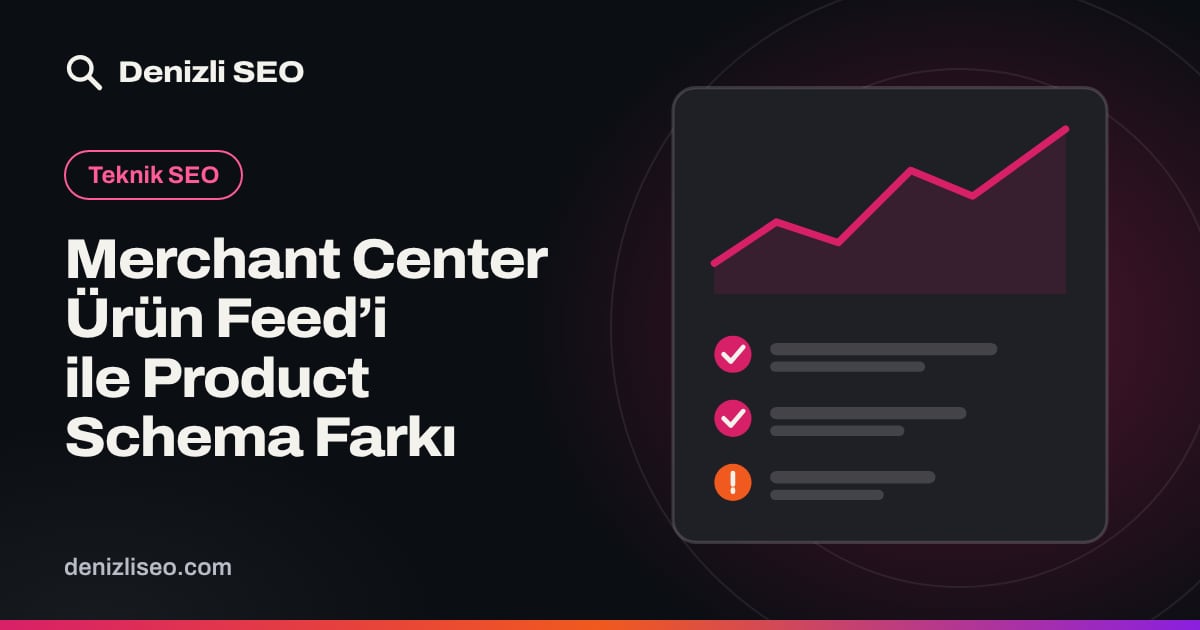 Denizli SEO
Teknik SEO
Merchant Center
Ürün Feed’i
ile Product
Schema Farkı
denizliseo.com